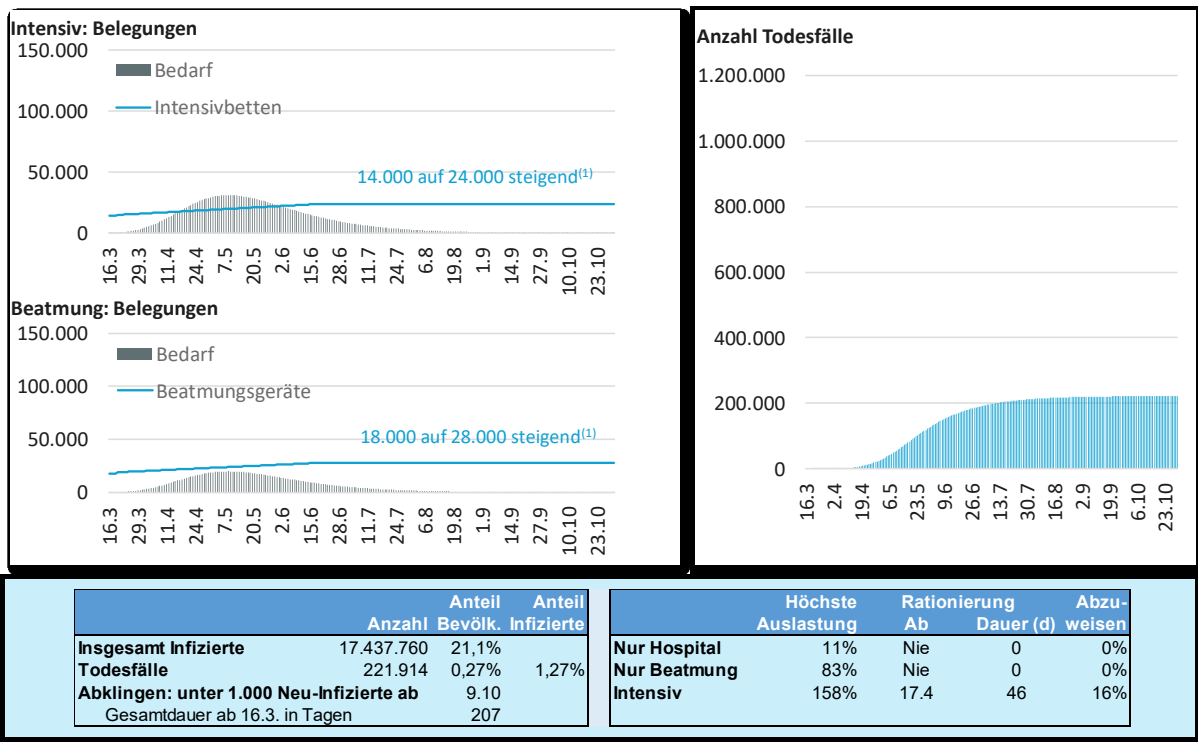 Intensiv: Belegungen
150.000
Bedarf
100.000
Intensivbetten
50.000
14.000 auf 24.000 steigend(1)
0
16.3 29.3 11.4 24.4 7.5 20.5 2.6 15.6 28.6 11.7 24.7 6.8 19.8 1.9 14.9 27.9 10.10 23.10
Beatmung: Belegungen
150.000
Bedarf
100.000
Beatmungsgeräte
50.000
18.000 auf 28.000 steigend(1)
0
16.3 29.3 11.4 24.4 7.5 20.5 2.6 15.6 28.6 11.7 24.7 6.8 19.8 1.9 14.9 27.9 10.10 23.10
Anzahl Todesfälle
1.200.000
1.000.000
800.000
600.000
400.000
200.000
0
16.3 2.4 19.4 6.5 23.5 9.6 26.6 13.7 30.7 16.8 2.9 19.9 6.10 23.10
Anteil Anteil
Anzahl Bevölk. Infizierte
Insgesamt Infizierte 17.437.760 21,1%
Todesfälle 221.914 0,27% 1,27%
Abklingen: unter 1.000 Neu-Infizierte ab 9.10
Gesamtdauer ab 16.3. in Tagen 207
Höchste Rationierung Abzu-
Auslastung Ab Dauer (d) weisen
Nur Hospital 11% Nie 0 0%
Nur Beatmung 83% Nie 0 0%
Intensiv 158% 17.4 46 16%